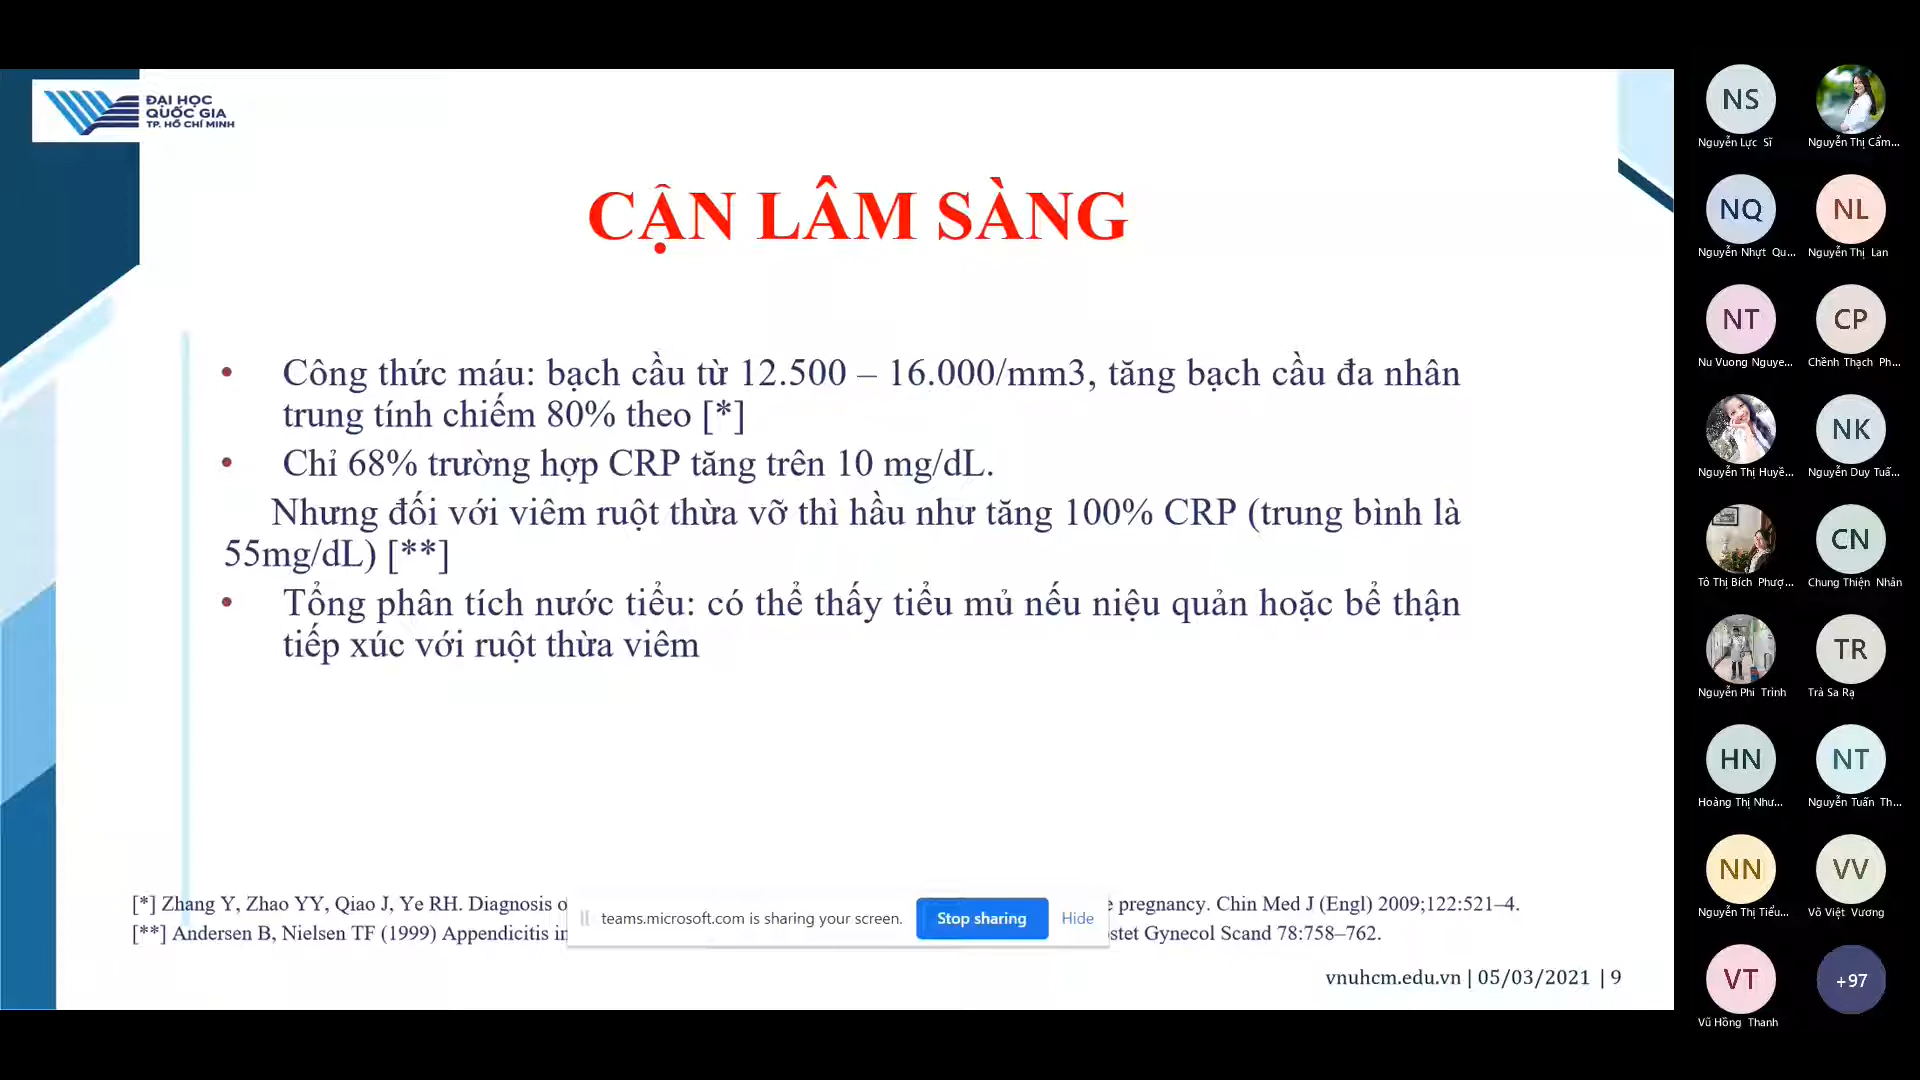 ĐẠI HỌC
QUỐC GIA
TP. HỒ CHÍ MINH
CẬN LÂM SÀNG
• Công thức máu: bạch cầu từ 12.500 – 16.000/mm3, tăng bạch cầu đa nhân
trung tính chiếm 80% theo [*]
• Chỉ 68% trường hợp CRP tăng trên 10 mg/dL.
Nhưng đối với viêm ruột thừa vỡ thì hầu như tăng 100% CRP (trung bình là
55mg/dL) [**]
• Tổng phân tích nước tiểu: có thể thấy tiểu mủ nếu niệu quản hoặc bể thận
tiếp xúc với ruột thừa viêm
[*] Zhang Y, Zhao YY, Qiao J, Ye RH. Diagnosis pregnancy. Chin Med J (Engl) 2009;122:521–4.
[**] Andersen B, Nielsen TF (1999) Appendicitis Gynecol Scand 78:758–762.
teams.microsoft.com is sharing your screen. Stop sharing Hide
vnuhcm.edu.vn | 05/03/2021 | 9
NS
Nguyễn Lực Sĩ
Nguyễn Thị Cẩm...
NQ NL
Nguyễn Nhựt Qu... Nguyễn Thị Lan
NT CP
Nu Vuong Nguye... Chềnh Thạch Ph...
NK
Nguyễn Thị Huyề... Nguyễn Duy Tuấ...
CN
Tô Thị Bích Phượ... Chung Thiện Nhân
TR
Nguyễn Phi Trình Trà Sa Rạ
HN NT
Hoàng Thị Như... Nguyễn Tuấn Th...
NN VV
Nguyễn Thị Tiểu... Võ Việt Vương
VT +97
Vũ Hồng Thanh